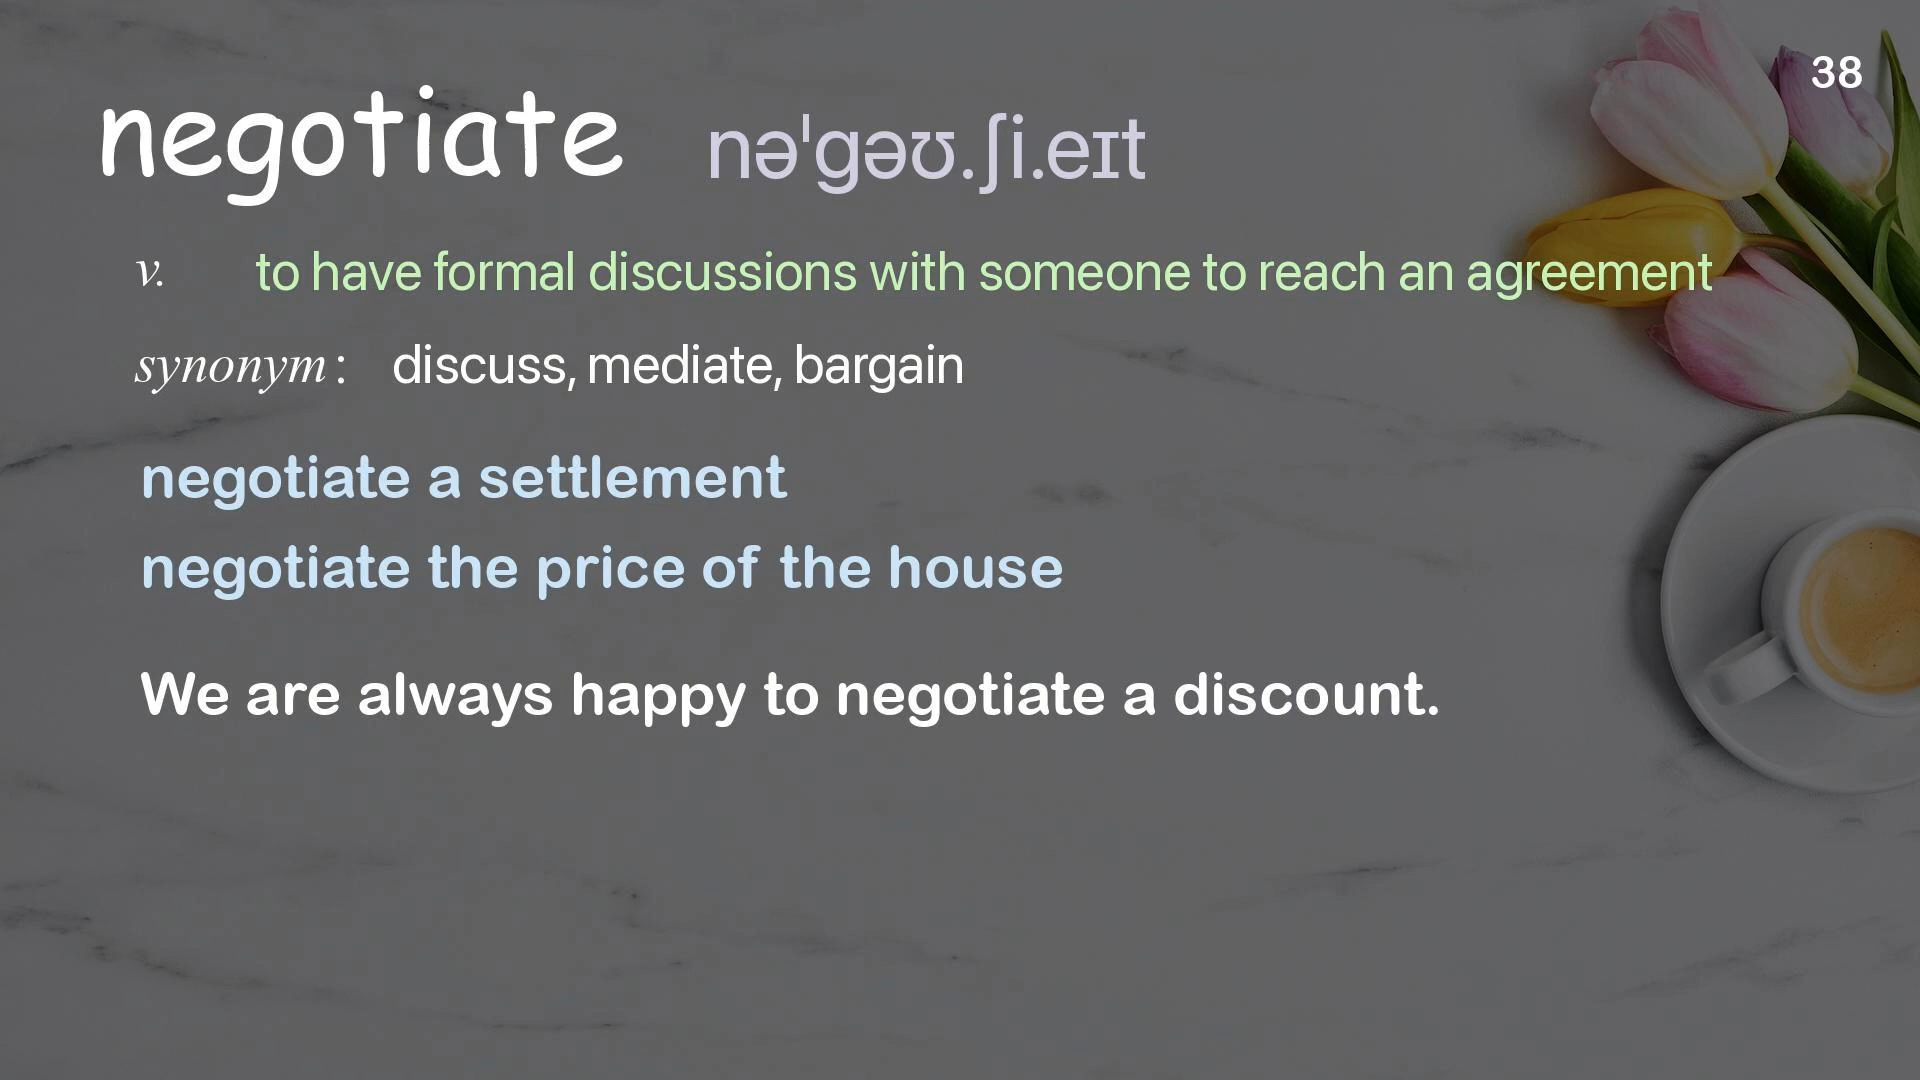 38
negotiate nəˈgəʊ.ʃi.eɪt
v. to have formal discussions with someone to reach an agreement
synonym: discuss, mediate, bargain
negotiate a settlement
negotiate the price of the house
We are always happy to negotiate a discount.